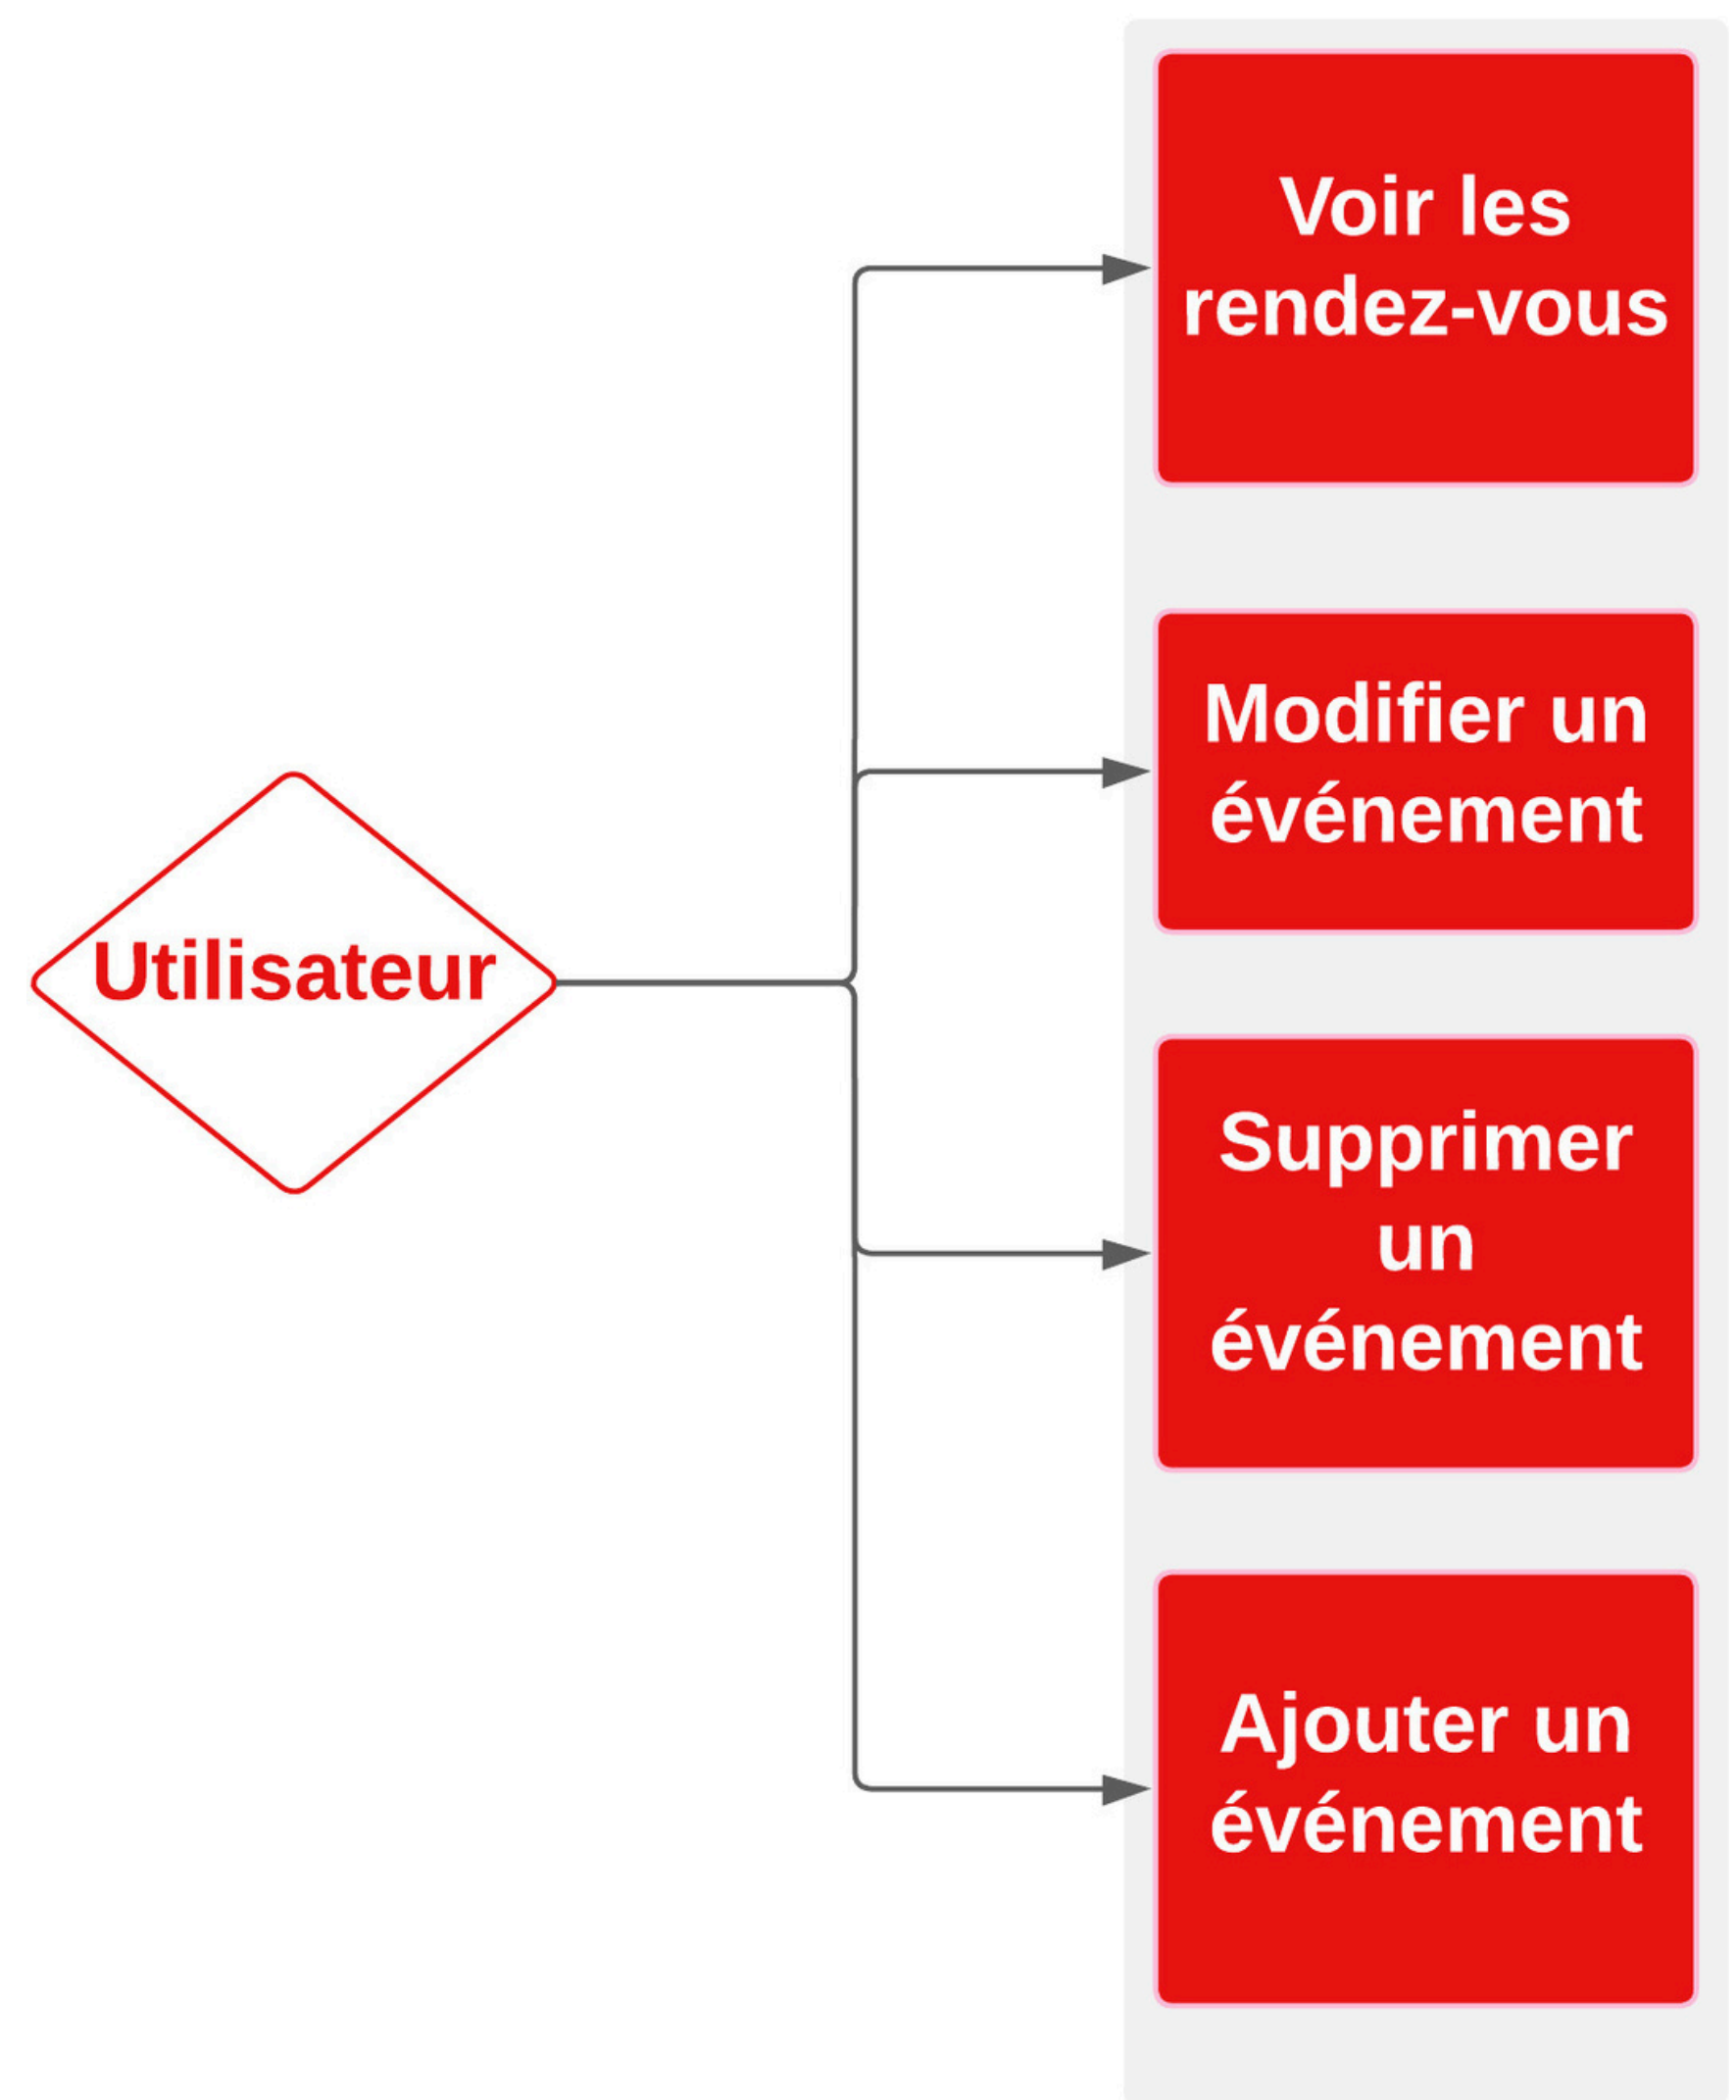 Voir les
rendez-vous
Modifier un
événement
Utilisateur
Supprimer
un
événement
Ajouter un
événement